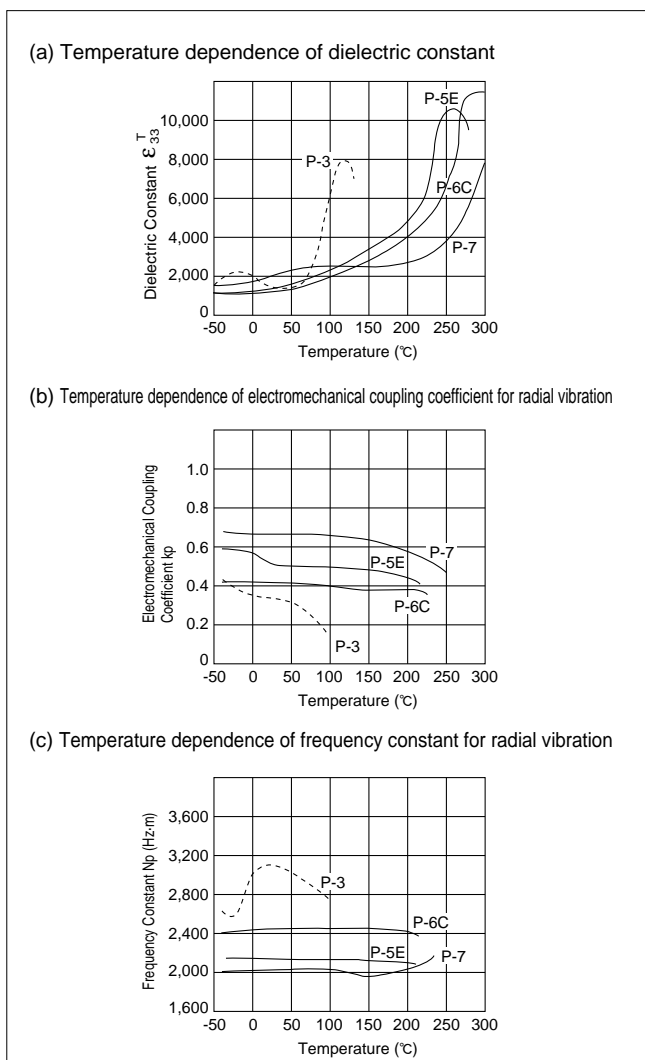 (a) Temperature dependence of dielectric constant
Dielectric Constant ε33T
10,000
8,000
6,000
4,000
2,000
0
P-5E
P-3
P-6C
P-7
-50 0 50 100 150 200 250 300
Temperature (℃)
(b) Temperature dependence of electromechanical coupling coefficient for radial vibration
Electromechanical Coupling
Coefficient kp
1.0
0.8
0.6
0.4
0.2
0
P-7
P-5E
P-6C
P-3
-50 0 50 100 150 200 250 300
Temperature (℃)
(c) Temperature dependence of frequency constant for radial vibration
Frequency Constant Np (Hz·m)
3,600
3,200
2,800
2,400
2,000
1,600
P-3
P-6C
P-5E
P-7
-50 0 50 100 150 200 250 300
Temperature (℃)